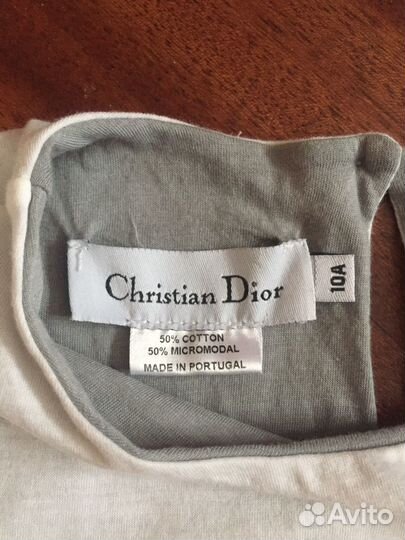 Christian Dior
10A
50% COTTON
50% MICROMODAL
MADE IN PORTUGAL
Avito